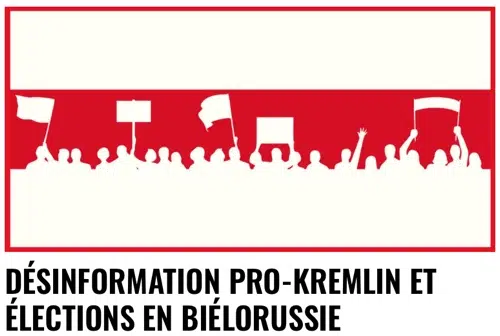 DÉSINFORMATION PRO-KREMLIN ET
ÉLECTIONS EN BIÉLORUSSIE